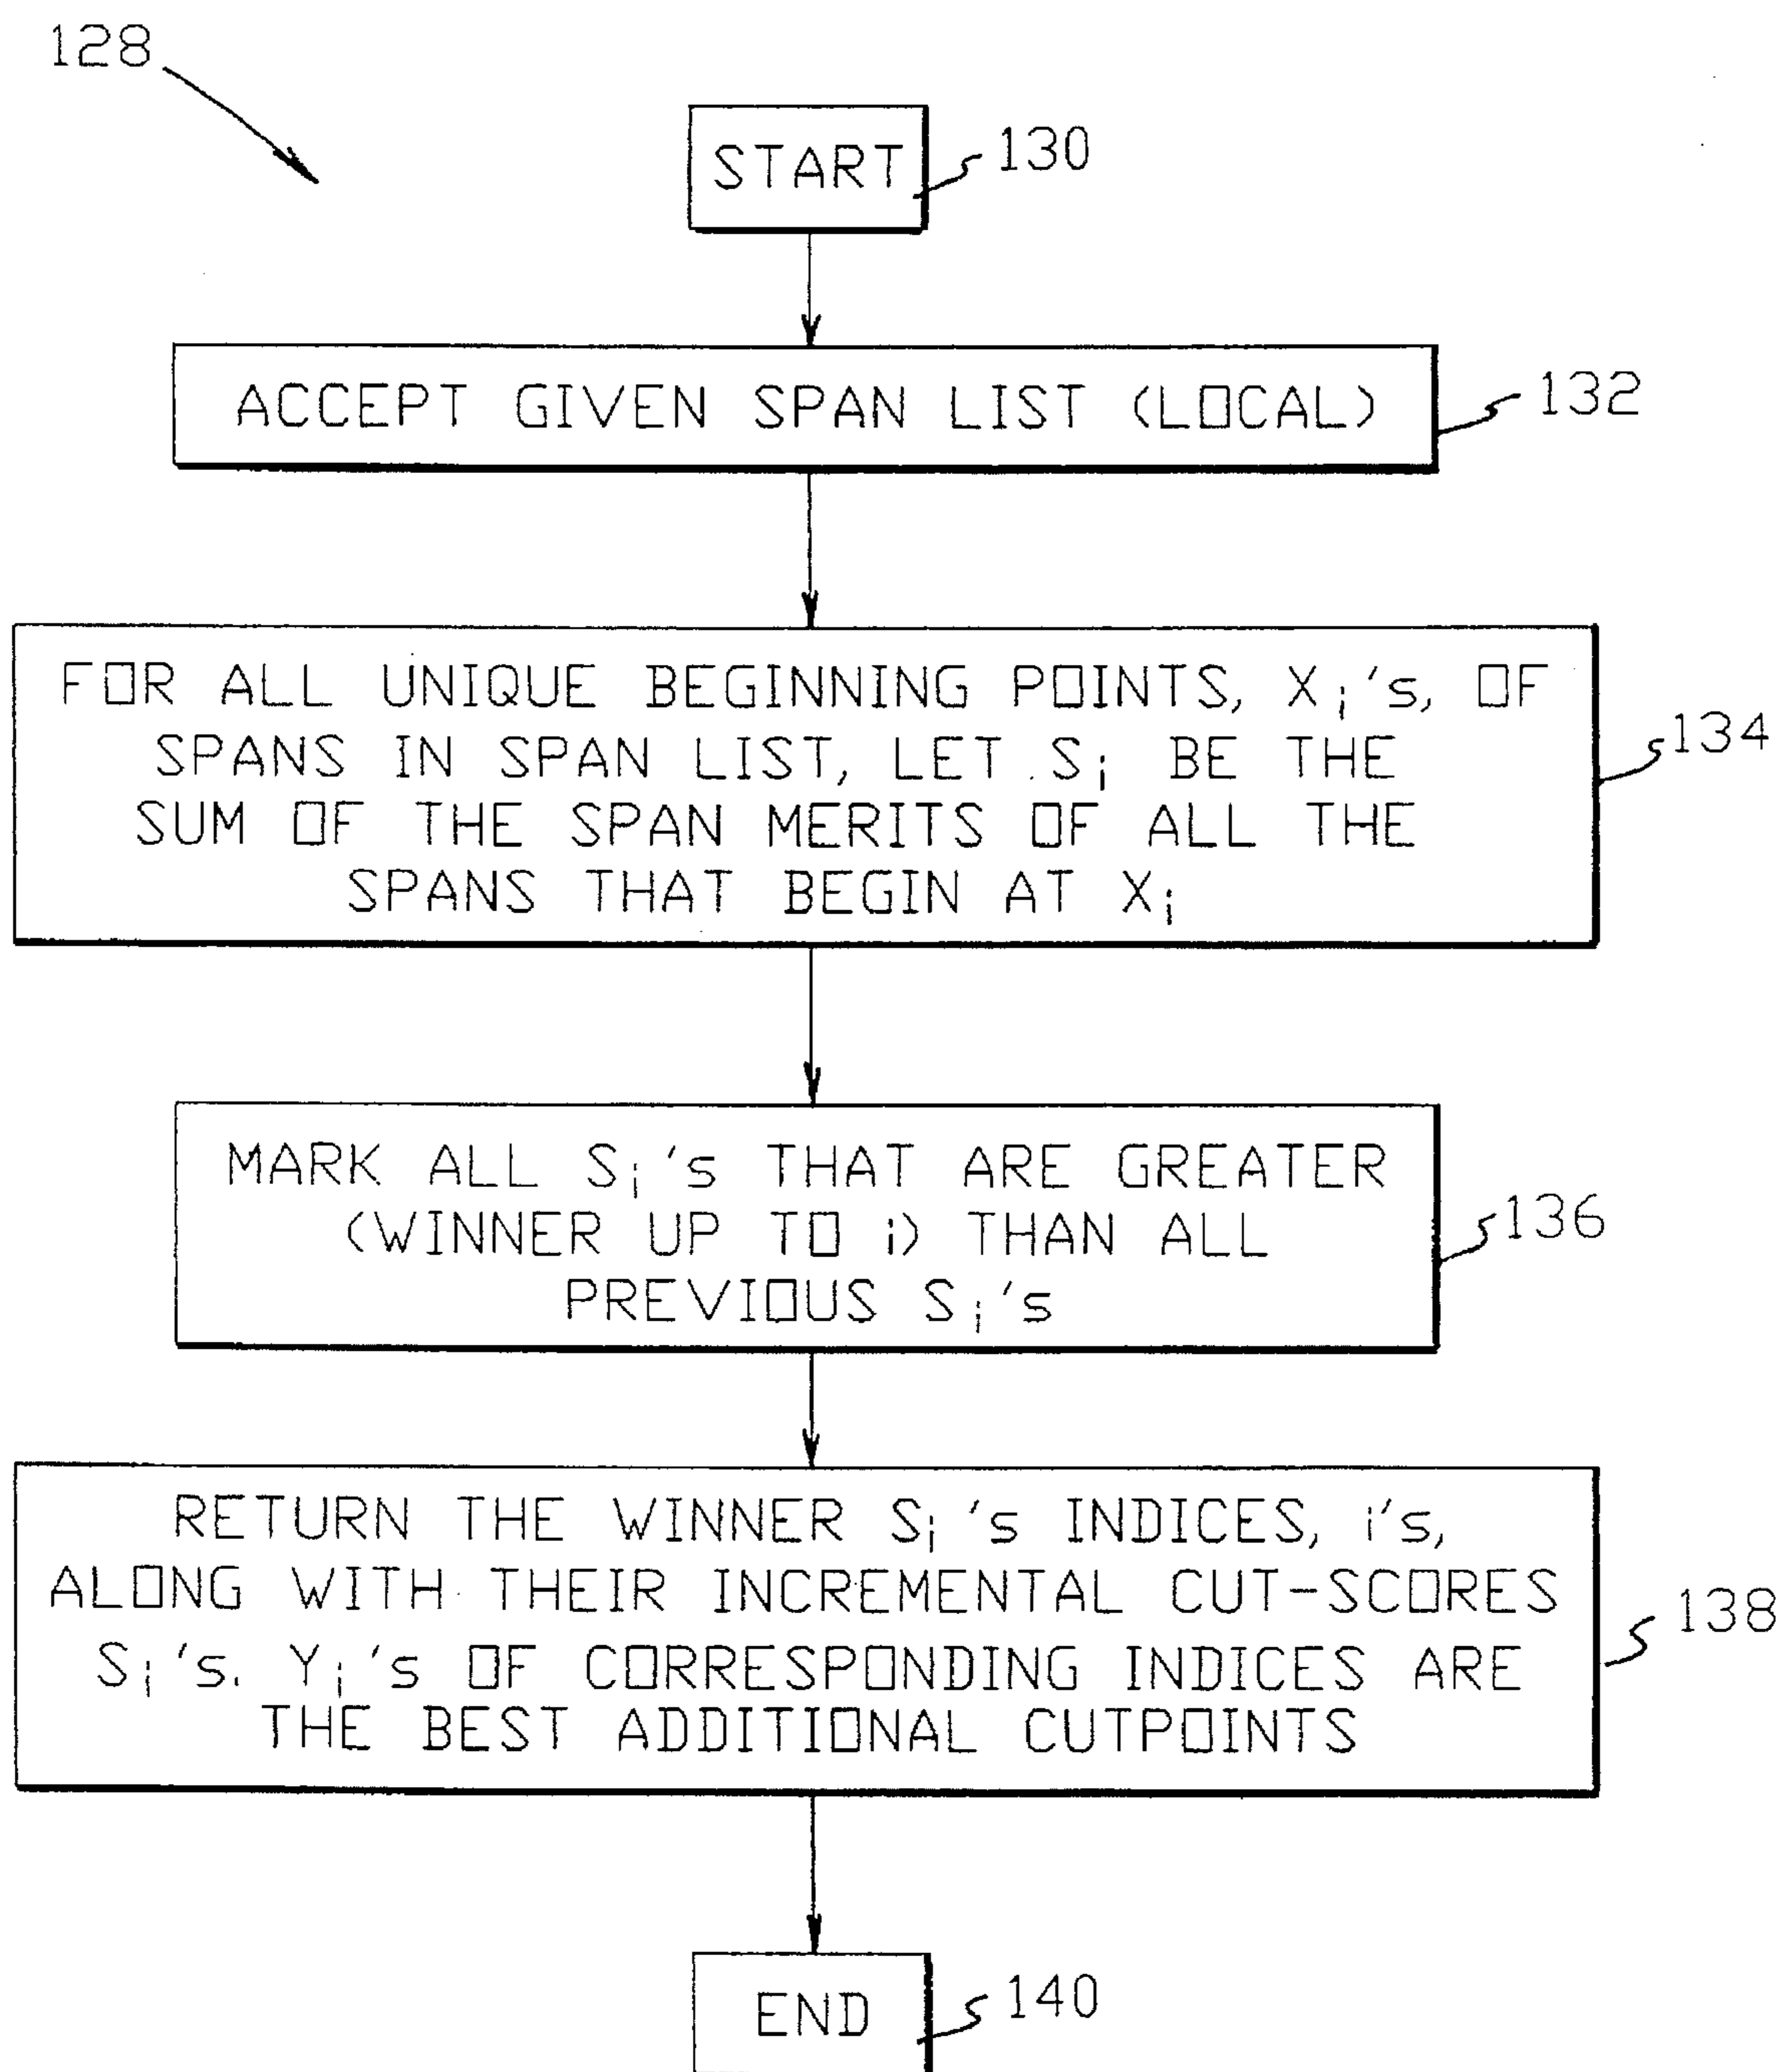 128
START
130
ACCEPT GIVEN SPAN LIST (LOCAL)
132
FOR ALL UNIQUE BEGINNING POINTS, Xi's, OF
SPANS IN SPAN LIST, LET Si BE THE
SUM OF THE SPAN MERITS OF ALL THE
SPANS THAT BEGIN AT Xi
134
MARK ALL Si's THAT ARE GREATER
(WINNER UP TO i) THAN ALL
PREVIOUS Si's
136
RETURN THE WINNER Si's INDICES, i's,
ALONG WITH THEIR INCREMENTAL CUT-SCORES
Si's. Yi's OF CORRESPONDING INDICES ARE
THE BEST ADDITIONAL CUTPOINTS
138
END
140